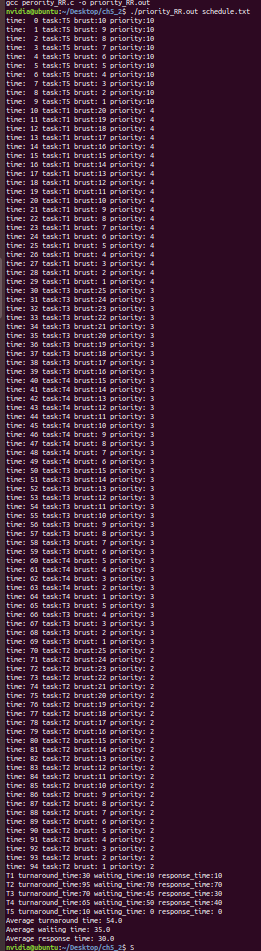 gcc perority_RR.c -o priority_RR.out
nvidia@ubuntu:~/Desktop/ch5_2$ ./priority_RR.out schedule.txt
time:  0 task:T5 brust:10 priority:10
time:  1 task:T5 brust: 9 priority:10
time:  2 task:T5 brust: 8 priority:10
time:  3 task:T5 brust: 7 priority:10
time:  4 task:T5 brust: 6 priority:10
time:  5 task:T5 brust: 5 priority:10
time:  6 task:T5 brust: 4 priority:10
time:  7 task:T5 brust: 3 priority:10
time:  8 task:T5 brust: 2 priority:10
time:  9 task:T5 brust: 1 priority:10
time: 10 task:T1 brust:20 priority: 4
time: 11 task:T1 brust:19 priority: 4
time: 12 task:T1 brust:18 priority: 4
time: 13 task:T1 brust:17 priority: 4
time: 14 task:T1 brust:16 priority: 4
time: 15 task:T1 brust:15 priority: 4
time: 16 task:T1 brust:14 priority: 4
time: 17 task:T1 brust:13 priority: 4
time: 18 task:T1 brust:12 priority: 4
time: 19 task:T1 brust:11 priority: 4
time: 20 task:T1 brust:10 priority: 4
time: 21 task:T1 brust: 9 priority: 4
time: 22 task:T1 brust: 8 priority: 4
time: 23 task:T1 brust: 7 priority: 4
time: 24 task:T1 brust: 6 priority: 4
time: 25 task:T1 brust: 5 priority: 4
time: 26 task:T1 brust: 4 priority: 4
time: 27 task:T1 brust: 3 priority: 4
time: 28 task:T1 brust: 2 priority: 4
time: 29 task:T1 brust: 1 priority: 4
time: 30 task:T3 brust:25 priority: 3
time: 31 task:T3 brust:24 priority: 3
time: 32 task:T3 brust:23 priority: 3
time: 33 task:T3 brust:22 priority: 3
time: 34 task:T3 brust:21 priority: 3
time: 35 task:T3 brust:20 priority: 3
time: 36 task:T3 brust:19 priority: 3
time: 37 task:T3 brust:18 priority: 3
time: 38 task:T3 brust:17 priority: 3
time: 39 task:T3 brust:16 priority: 3
time: 40 task:T4 brust:15 priority: 3
time: 41 task:T4 brust:14 priority: 3
time: 42 task:T4 brust:13 priority: 3
time: 43 task:T4 brust:12 priority: 3
time: 44 task:T4 brust:11 priority: 3
time: 45 task:T4 brust:10 priority: 3
time: 46 task:T4 brust: 9 priority: 3
time: 47 task:T4 brust: 8 priority: 3
time: 48 task:T4 brust: 7 priority: 3
time: 49 task:T4 brust: 6 priority: 3
time: 50 task:T3 brust:15 priority: 3
time: 51 task:T3 brust:14 priority: 3
time: 52 task:T3 brust:13 priority: 3
time: 53 task:T3 brust:12 priority: 3
time: 54 task:T3 brust:11 priority: 3
time: 55 task:T3 brust:10 priority: 3
time: 56 task:T3 brust: 9 priority: 3
time: 57 task:T3 brust: 8 priority: 3
time: 58 task:T3 brust: 7 priority: 3
time: 59 task:T3 brust: 6 priority: 3
time: 60 task:T4 brust: 5 priority: 3
time: 61 task:T4 brust: 4 priority: 3
time: 62 task:T4 brust: 3 priority: 3
time: 63 task:T4 brust: 2 priority: 3
time: 64 task:T4 brust: 1 priority: 3
time: 65 task:T3 brust: 5 priority: 3
time: 66 task:T3 brust: 4 priority: 3
time: 67 task:T3 brust: 3 priority: 3
time: 68 task:T3 brust: 2 priority: 3
time: 69 task:T3 brust: 1 priority: 3
time: 70 task:T2 brust:25 priority: 2
time: 71 task:T2 brust:24 priority: 2
time: 72 task:T2 brust:23 priority: 2
time: 73 task:T2 brust:22 priority: 2
time: 74 task:T2 brust:21 priority: 2
time: 75 task:T2 brust:20 priority: 2
time: 76 task:T2 brust:19 priority: 2
time: 77 task:T2 brust:18 priority: 2
time: 78 task:T2 brust:17 priority: 2
time: 79 task:T2 brust:16 priority: 2
time: 80 task:T2 brust:15 priority: 2
time: 81 task:T2 brust:14 priority: 2
time: 82 task:T2 brust:13 priority: 2
time: 83 task:T2 brust:12 priority: 2
time: 84 task:T2 brust:11 priority: 2
time: 85 task:T2 brust:10 priority: 2
time: 86 task:T2 brust: 9 priority: 2
time: 87 task:T2 brust: 8 priority: 2
time: 88 task:T2 brust: 7 priority: 2
time: 89 task:T2 brust: 6 priority: 2
time: 90 task:T2 brust: 5 priority: 2
time: 91 task:T2 brust: 4 priority: 2
time: 92 task:T2 brust: 3 priority: 2
time: 93 task:T2 brust: 2 priority: 2
time: 94 task:T2 brust: 1 priority: 2
T1 turnaround_time:30 waiting_time:10 response_time:10
T2 turnaround_time:95 waiting_time:70 response_time:70
T3 turnaround_time:70 waiting_time:45 response_time:30
T4 turnaround_time:65 waiting_time:50 response_time:40
T5 turnaround_time:10 waiting_time: 0 response_time: 0
Average turnaround time:  54.0
Average waiting time: 35.0
Average response time: 30.0
nvidia@ubuntu:~/Desktop/ch5_2$ S